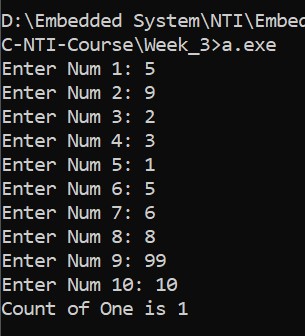 D:\Embedded System\NTI\Embed
C-NTI-Course\Week_3>a.exe
Enter Num 1: 5
Enter Num 2: 9
Enter Num 3: 2
Enter Num 4: 3
Enter Num 5: 1
Enter Num 6: 5
Enter Num 7: 6
Enter Num 8: 8
Enter Num 9: 99
Enter Num 10: 10
Count of One is 1